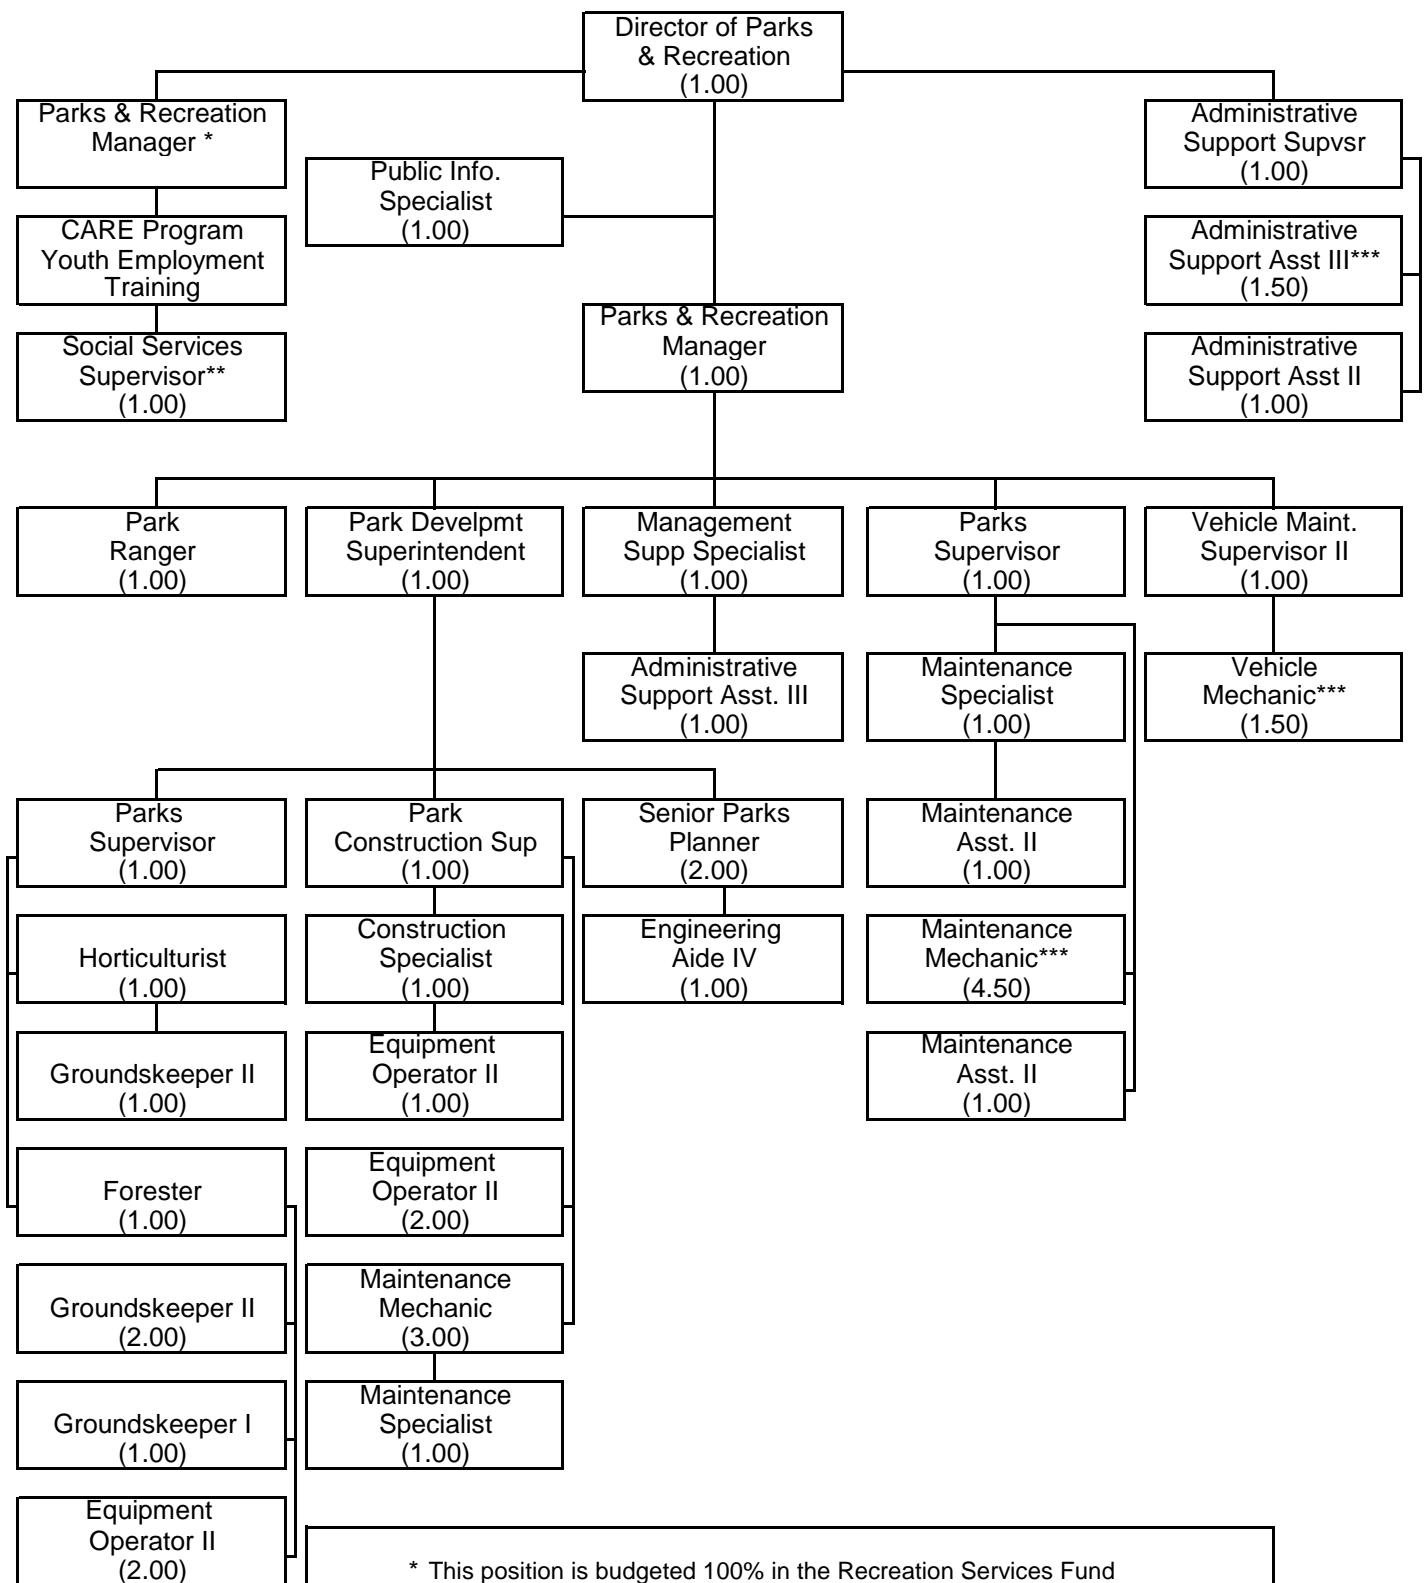 Director of Parks
& Recreation
(1.00)
Parks & Recreation
Manager *
Administrative
Support Supvsr
(1.00)
Public Info.
Specialist
(1.00)
CARE Program
Youth Employment
Training
Administrative
Support Asst III***
(1.50)
Parks & Recreation
Manager
(1.00)
Social Services
Supervisor**
(1.00)
Administrative
Support Asst II
(1.00)
Park
Ranger
(1.00)
Park Develpmt
Superintendent
(1.00)
Management
Supp Specialist
(1.00)
Parks
Supervisor
(1.00)
Vehicle Maint.
Supervisor II
(1.00)
Administrative
Support Asst. III
(1.00)
Maintenance
Specialist
(1.00)
Vehicle
Mechanic***
(1.50)
Parks
Supervisor
(1.00)
Park
Construction Sup
(1.00)
Senior Parks
Planner
(2.00)
Maintenance
Asst. II
(1.00)
Horticulturist
(1.00)
Construction
Specialist
(1.00)
Engineering
Aide IV
(1.00)
Maintenance
Mechanic***
(4.50)
Groundskeeper II
(1.00)
Equipment
Operator II
(1.00)
Maintenance
Asst. II
(1.00)
Forester
(1.00)
Equipment
Operator II
(2.00)
Groundskeeper II
(2.00)
Maintenance
Mechanic
(3.00)
Groundskeeper I
(1.00)
Maintenance
Specialist
(1.00)
Equipment
Operator II
(2.00)
* This position is budgeted 100% in the Recreation Services Fund